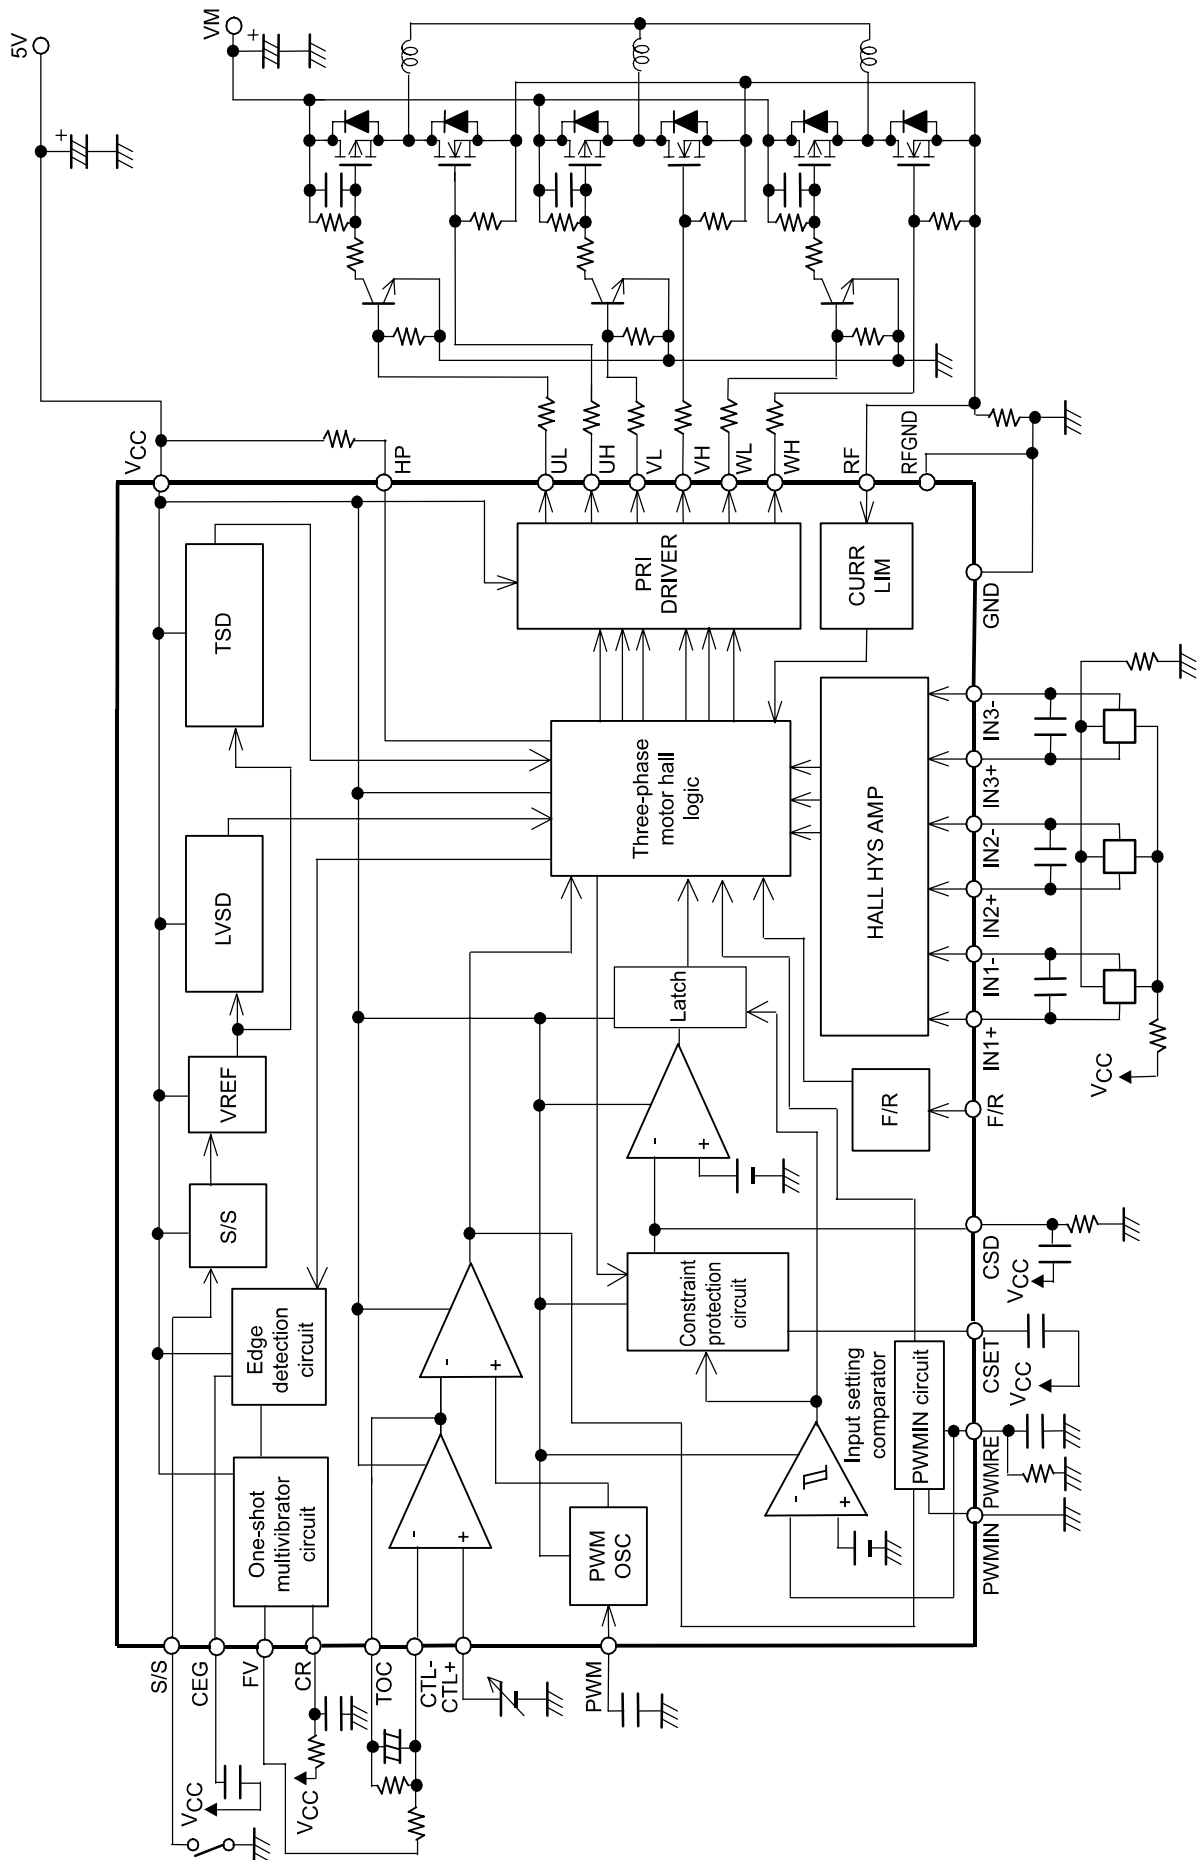 5V
+
VM
+
VCC
HP
UL
UH
VL
VH
WL
WH
RF
RFGND
TSD
PRI
DRIVER
CURR
LIM
GND
LVSD
Three-phase
motor hall
logic
HALL HYS AMP
IN3-
IN3+
IN2-
IN2+
IN1-
IN1+
VCC
VREF
Latch
-
+
F/R
F/R
S/S
Edge
detection
circuit
-
+
Constraint
protection
circuit
CSD
VCC
CSET
VCC
One-shot
multivibrator
circuit
-
+
PWM
OSC
Input setting
comparator
-
+
PWMIN circuit
PWMRE
PWMIN
S/S
CEG
FV
CR
TOC
CTL-
CTL+
PWM
VCC
VCC